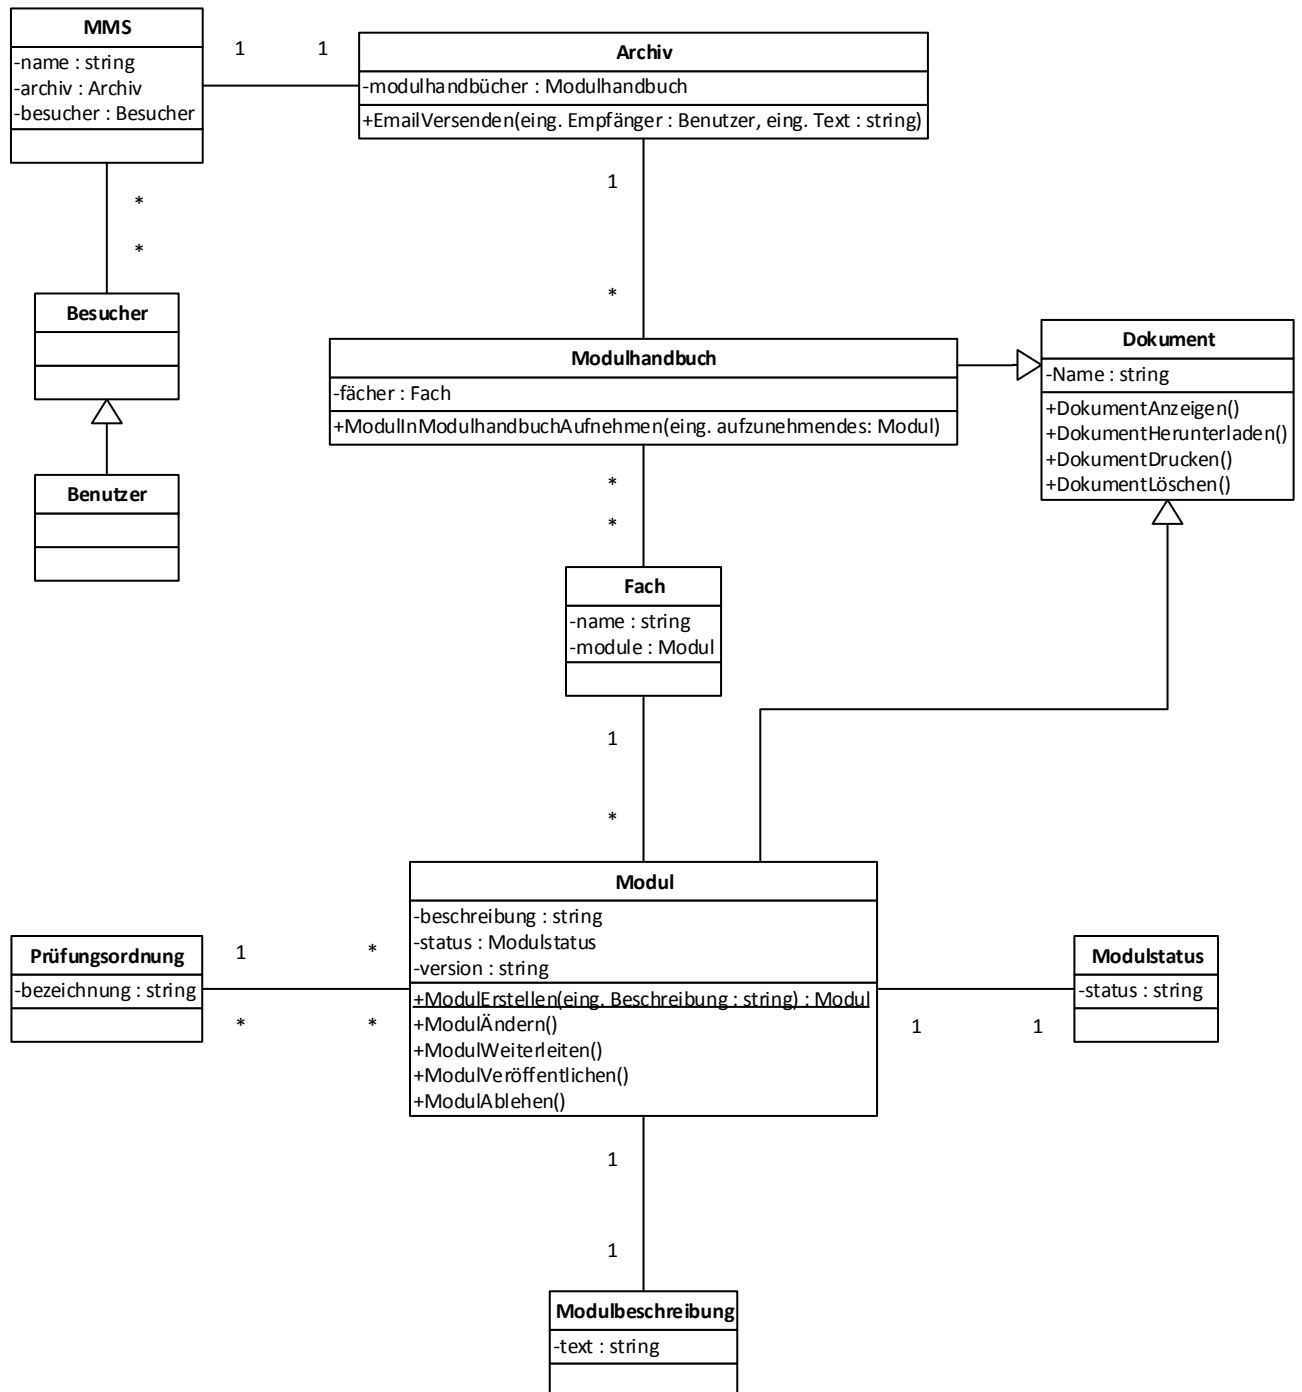 MMS
-name : string
-archiv : Archiv
-besucher : Besucher
1
1
Archiv
-modulhandbücher : Modulhandbuch
+EmailVersenden(eing. Empfänger : Benutzer, eing. Text : string)
*
*
1
*
Besucher
Benutzer
Modulhandbuch
-fächer : Fach
+ModulInModulhandbuchAufnehmen(eing. aufzunehmendes: Modul)
Dokument
-Name : string
+DokumentAnzeigen()
+DokumentHerunterladen()
+DokumentDrucken()
+DokumentLöschen()
*
*
Fach
-name : string
-module : Modul
1
*
Modul
-beschreibung : string
-status : Modulstatus
-version : string
+ModulErstellen(eing. Beschreibung : string) : Modul
+ModulÄndern()
+ModulWeiterleiten()
+ModulVeröffentlichen()
+ModulAblehen()
Prüfungsordnung
-bezeichnung : string
1
*
*
*
Modulstatus
-status : string
1
1
1
1
Modulbeschreibung
-text : string